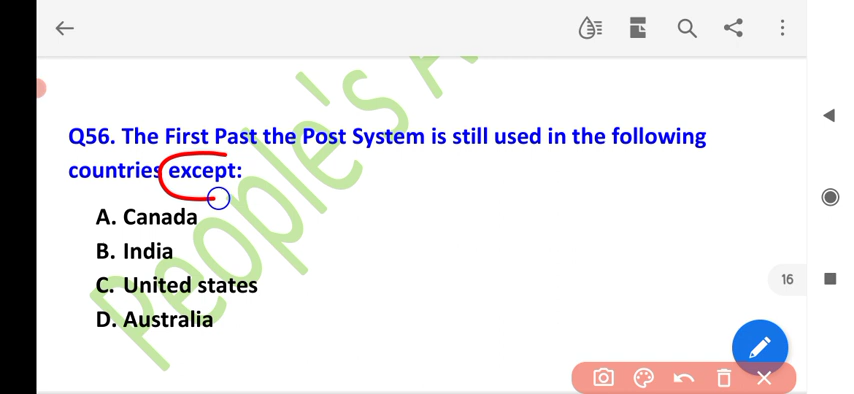 People's A
Q56. The First Past the Post System is still used in the following
countries except:
A. Canada
B. India
C. United states
D. Australia
16